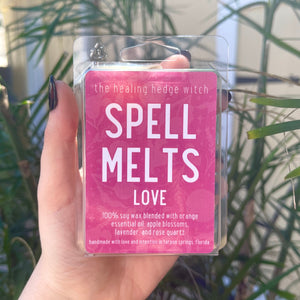 the healing hedge witch
SPELL
MELTS
LOVE
100% soy wax blended with orange
essential oil, apple blossoms,
lavender, and rose quartz.
handmade with love and intention in tarpon springs, florida